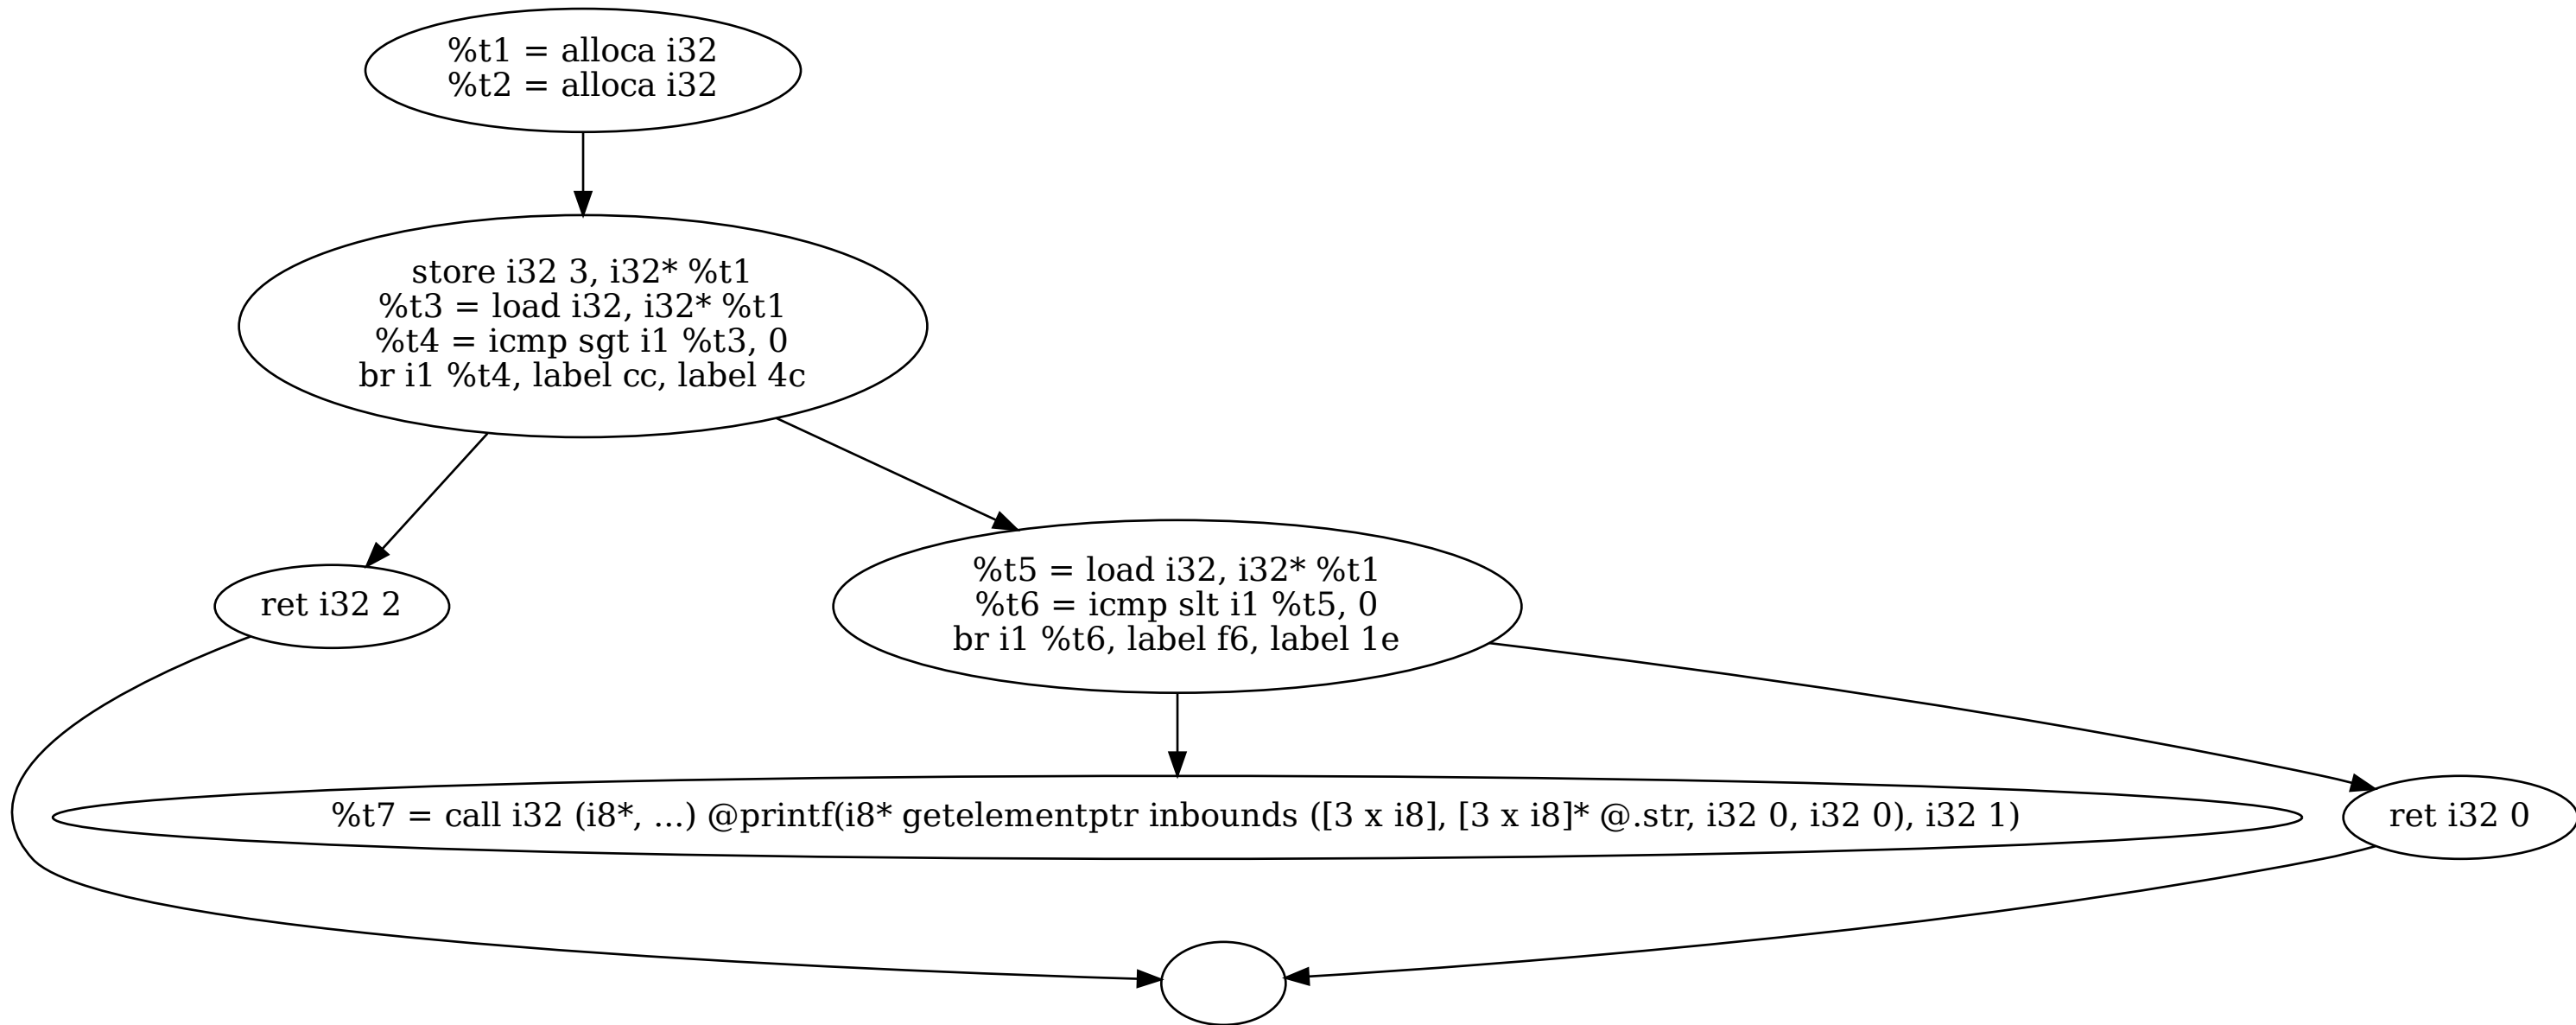 %t1 = alloca i32
%t2 = alloca i32
store i32 3, i32* %t1
%t3 = load i32, i32* %t1
%t4 = icmp sgt i1 %t3, 0
br i1 %t4, label cc, label 4c
ret i32 2
%t5 = load i32, i32* %t1
%t6 = icmp slt i1 %t5, 0
br i1 %t6, label f6, label 1e
%t7 = call i32 (i8*, ...) @printf(i8* getelementptr inbounds ([3 x i8], [3 x i8]* @.str, i32 0, i32 0), i32 1)
ret i32 0